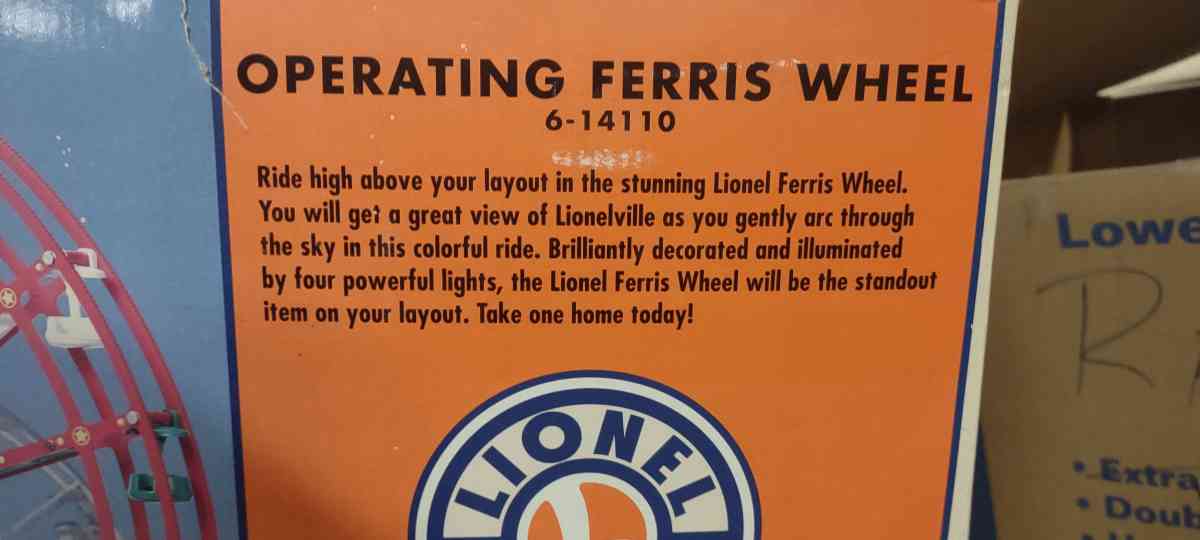 OPERATING FERRIS WHEEL
6-14110
Ride high above your layout in the stunning Lionel Ferris Wheel.
You will get a great view of Lionelville as you gently arc through
the sky in this colorful ride. Brilliantly decorated and illuminated
by four powerful lights, the Lionel Ferris Wheel will be the standout
item on your layout. Take one home today!
LIONEL
Lowe
R
• Extra
• Doub